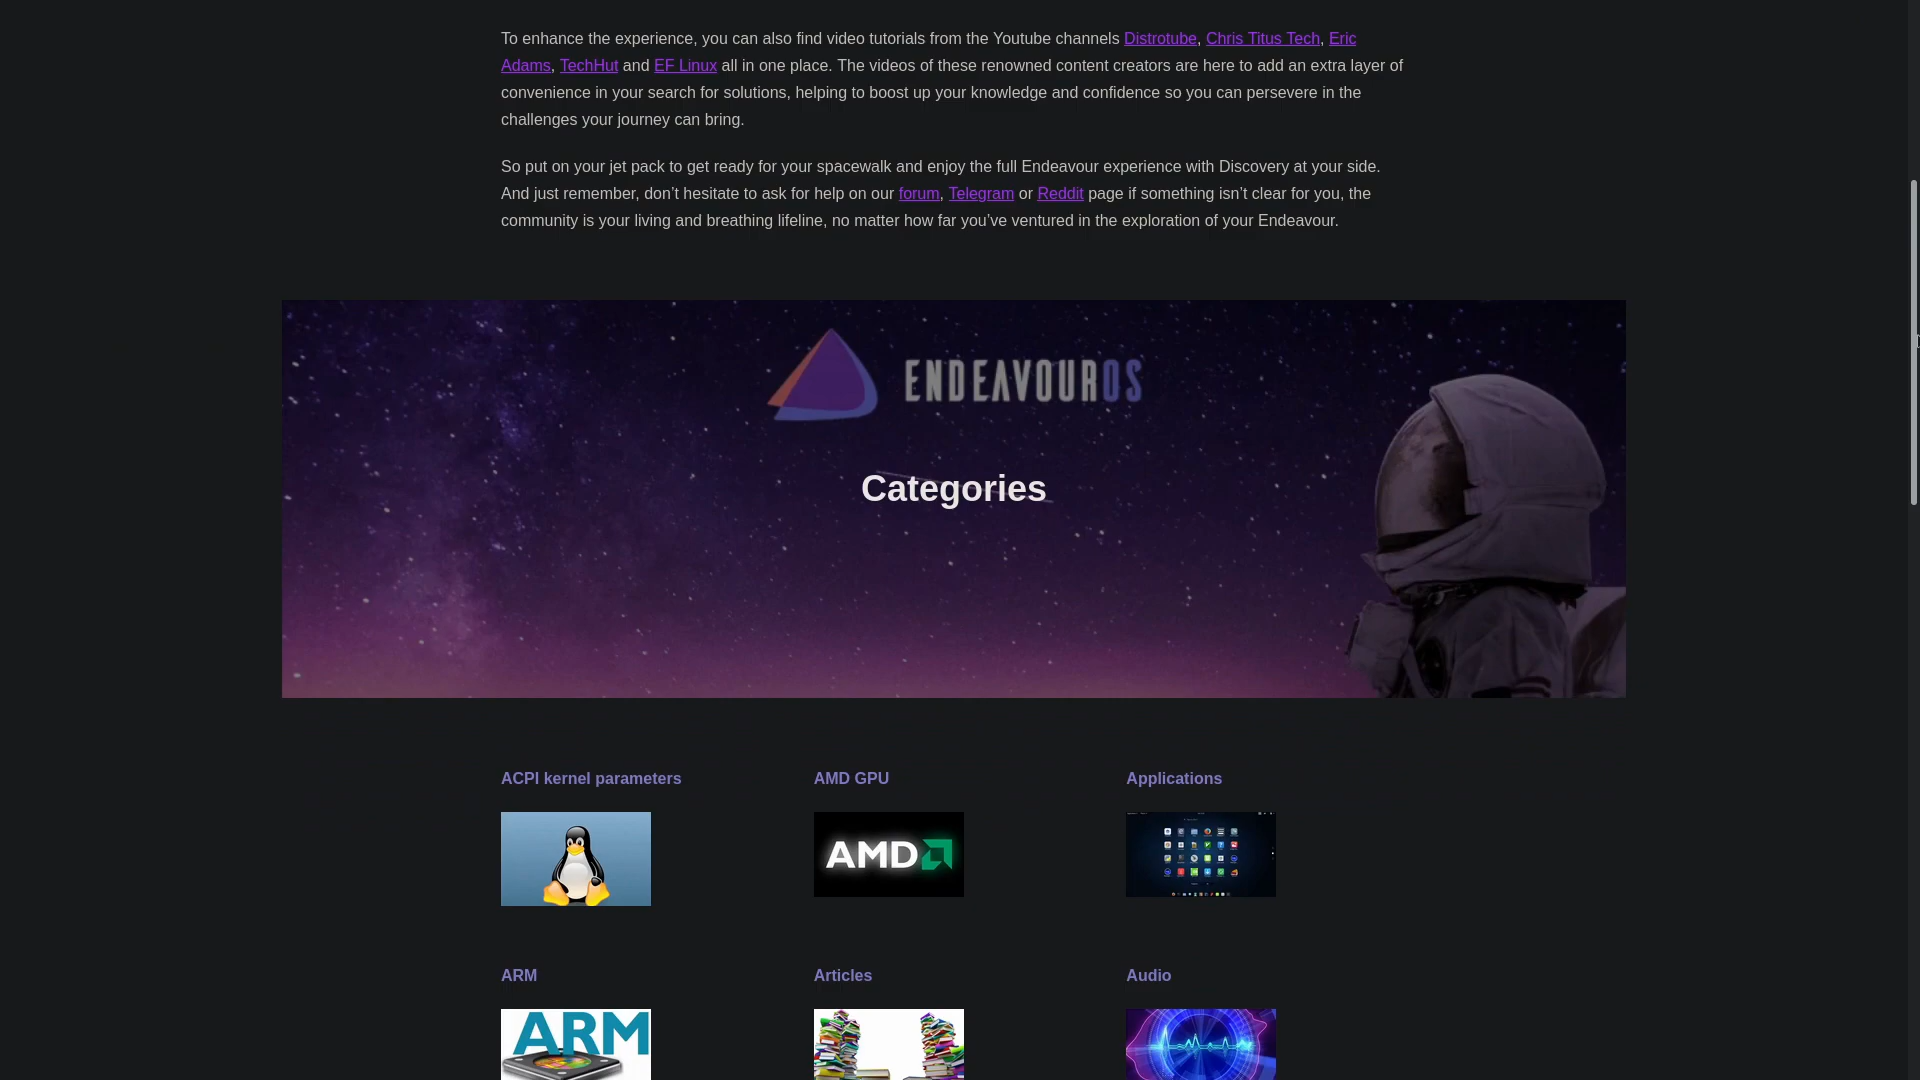 To enhance the experience, you can also find video tutorials from the Youtube channels Distrotube, Chris Titus Tech, Eric
Adams, TechHut and EF Linux all in one place. The videos of these renowned content creators are here to add an extra layer of
convenience in your search for solutions, helping to boost up your knowledge and confidence so you can persevere in the
challenges your journey can bring.
So put on your jet pack to get ready for your spacewalk and enjoy the full Endeavour experience with Discovery at your side.
And just remember, don’t hesitate to ask for help on our forum, Telegram or Reddit page if something isn’t clear for you, the
community is your living and breathing lifeline, no matter how far you’ve ventured in the exploration of your Endeavour.
ENDEAVOUROS
Categories
ACPI kernel parameters
AMD GPU
Applications
AMD
ARM
Articles
Audio
ARM